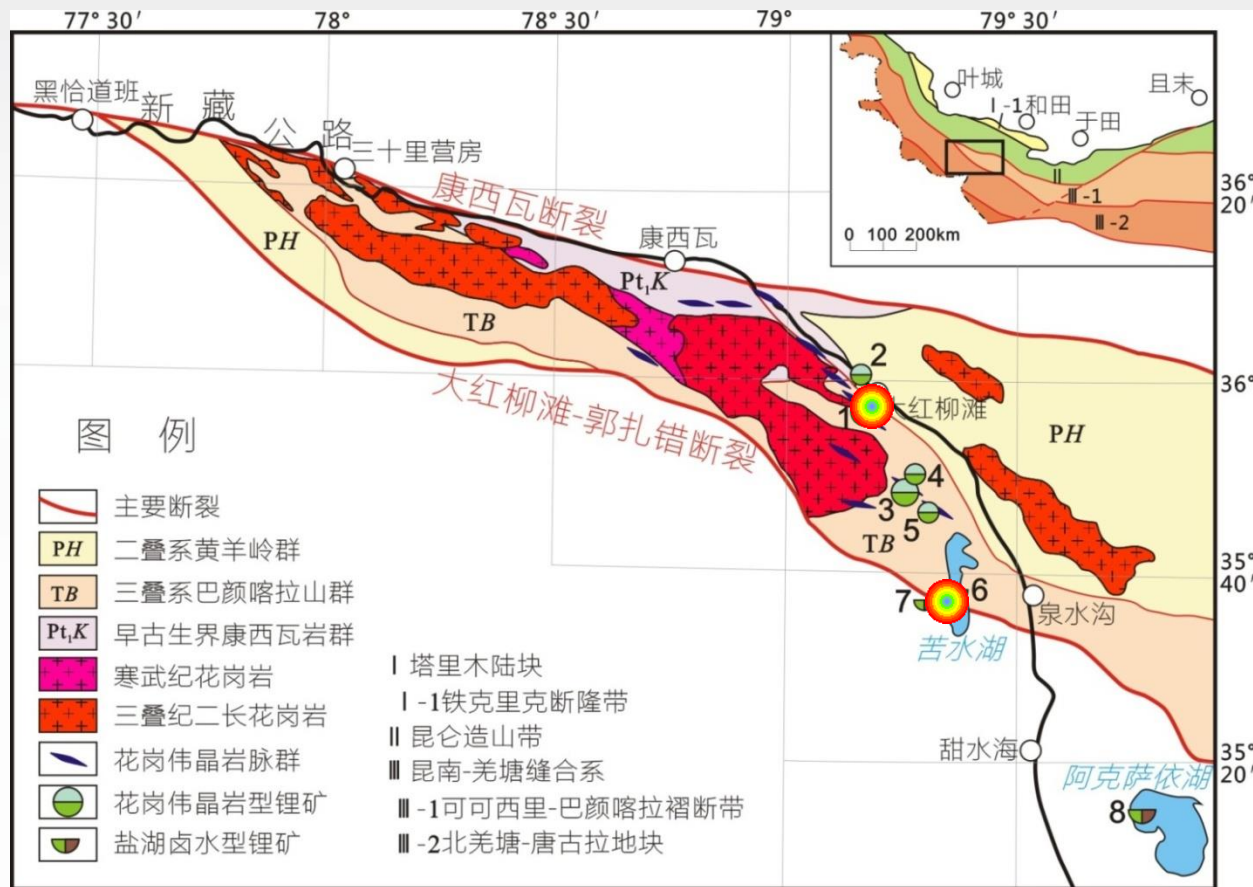 77° 30′
78°
78° 30′
79°
79° 30′
黑恰道班
新藏公路
三十里营房
康西瓦断裂
康西瓦
PH
TB
Pt₁K
大红柳滩-郭扎错断裂
2
1
红柳滩
4
3
5
TB
PH
7
6
苦水湖
泉水沟
甜水海
阿克萨依湖
8
36°
20′
36°
35°
40′
35°
20′
叶城
Ⅰ-1
和田
于田
且末
Ⅱ
Ⅲ-1
Ⅲ-2
0 100 200km
图 例
主要断裂
PH 二叠系黄羊岭群
TB 三叠系巴颜喀拉山群
Pt₁K 早古生界康西瓦岩群
寒武纪花岗岩
三叠纪二长花岗岩
花岗伟晶岩脉群
花岗伟晶岩型锂矿
盐湖卤水型锂矿
Ⅰ 塔里木陆块
Ⅰ-1铁克里克断隆带
Ⅱ 昆仑造山带
Ⅲ 昆南-羌塘缝合系
Ⅲ-1可可西里-巴颜喀拉褶断带
Ⅲ-2北羌塘-唐古拉地块